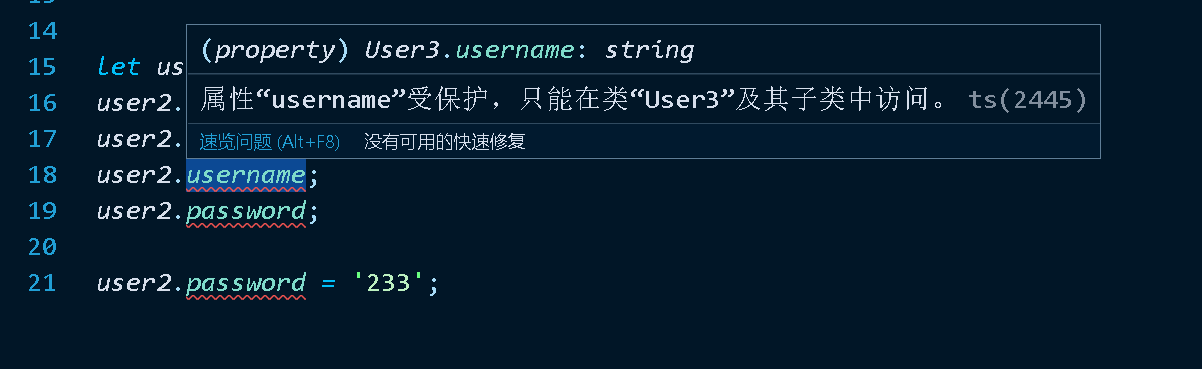 14
(property) User3.username: string
15 let us
属性“username”受保护，只能在类“User3”及其子类中访问。 ts(2445)
16 user2.
17 user2.
速览问题 (Alt+F8) 没有可用的快速修复
18 user2.username;
19 user2.password;
20
21 user2.password = '233';